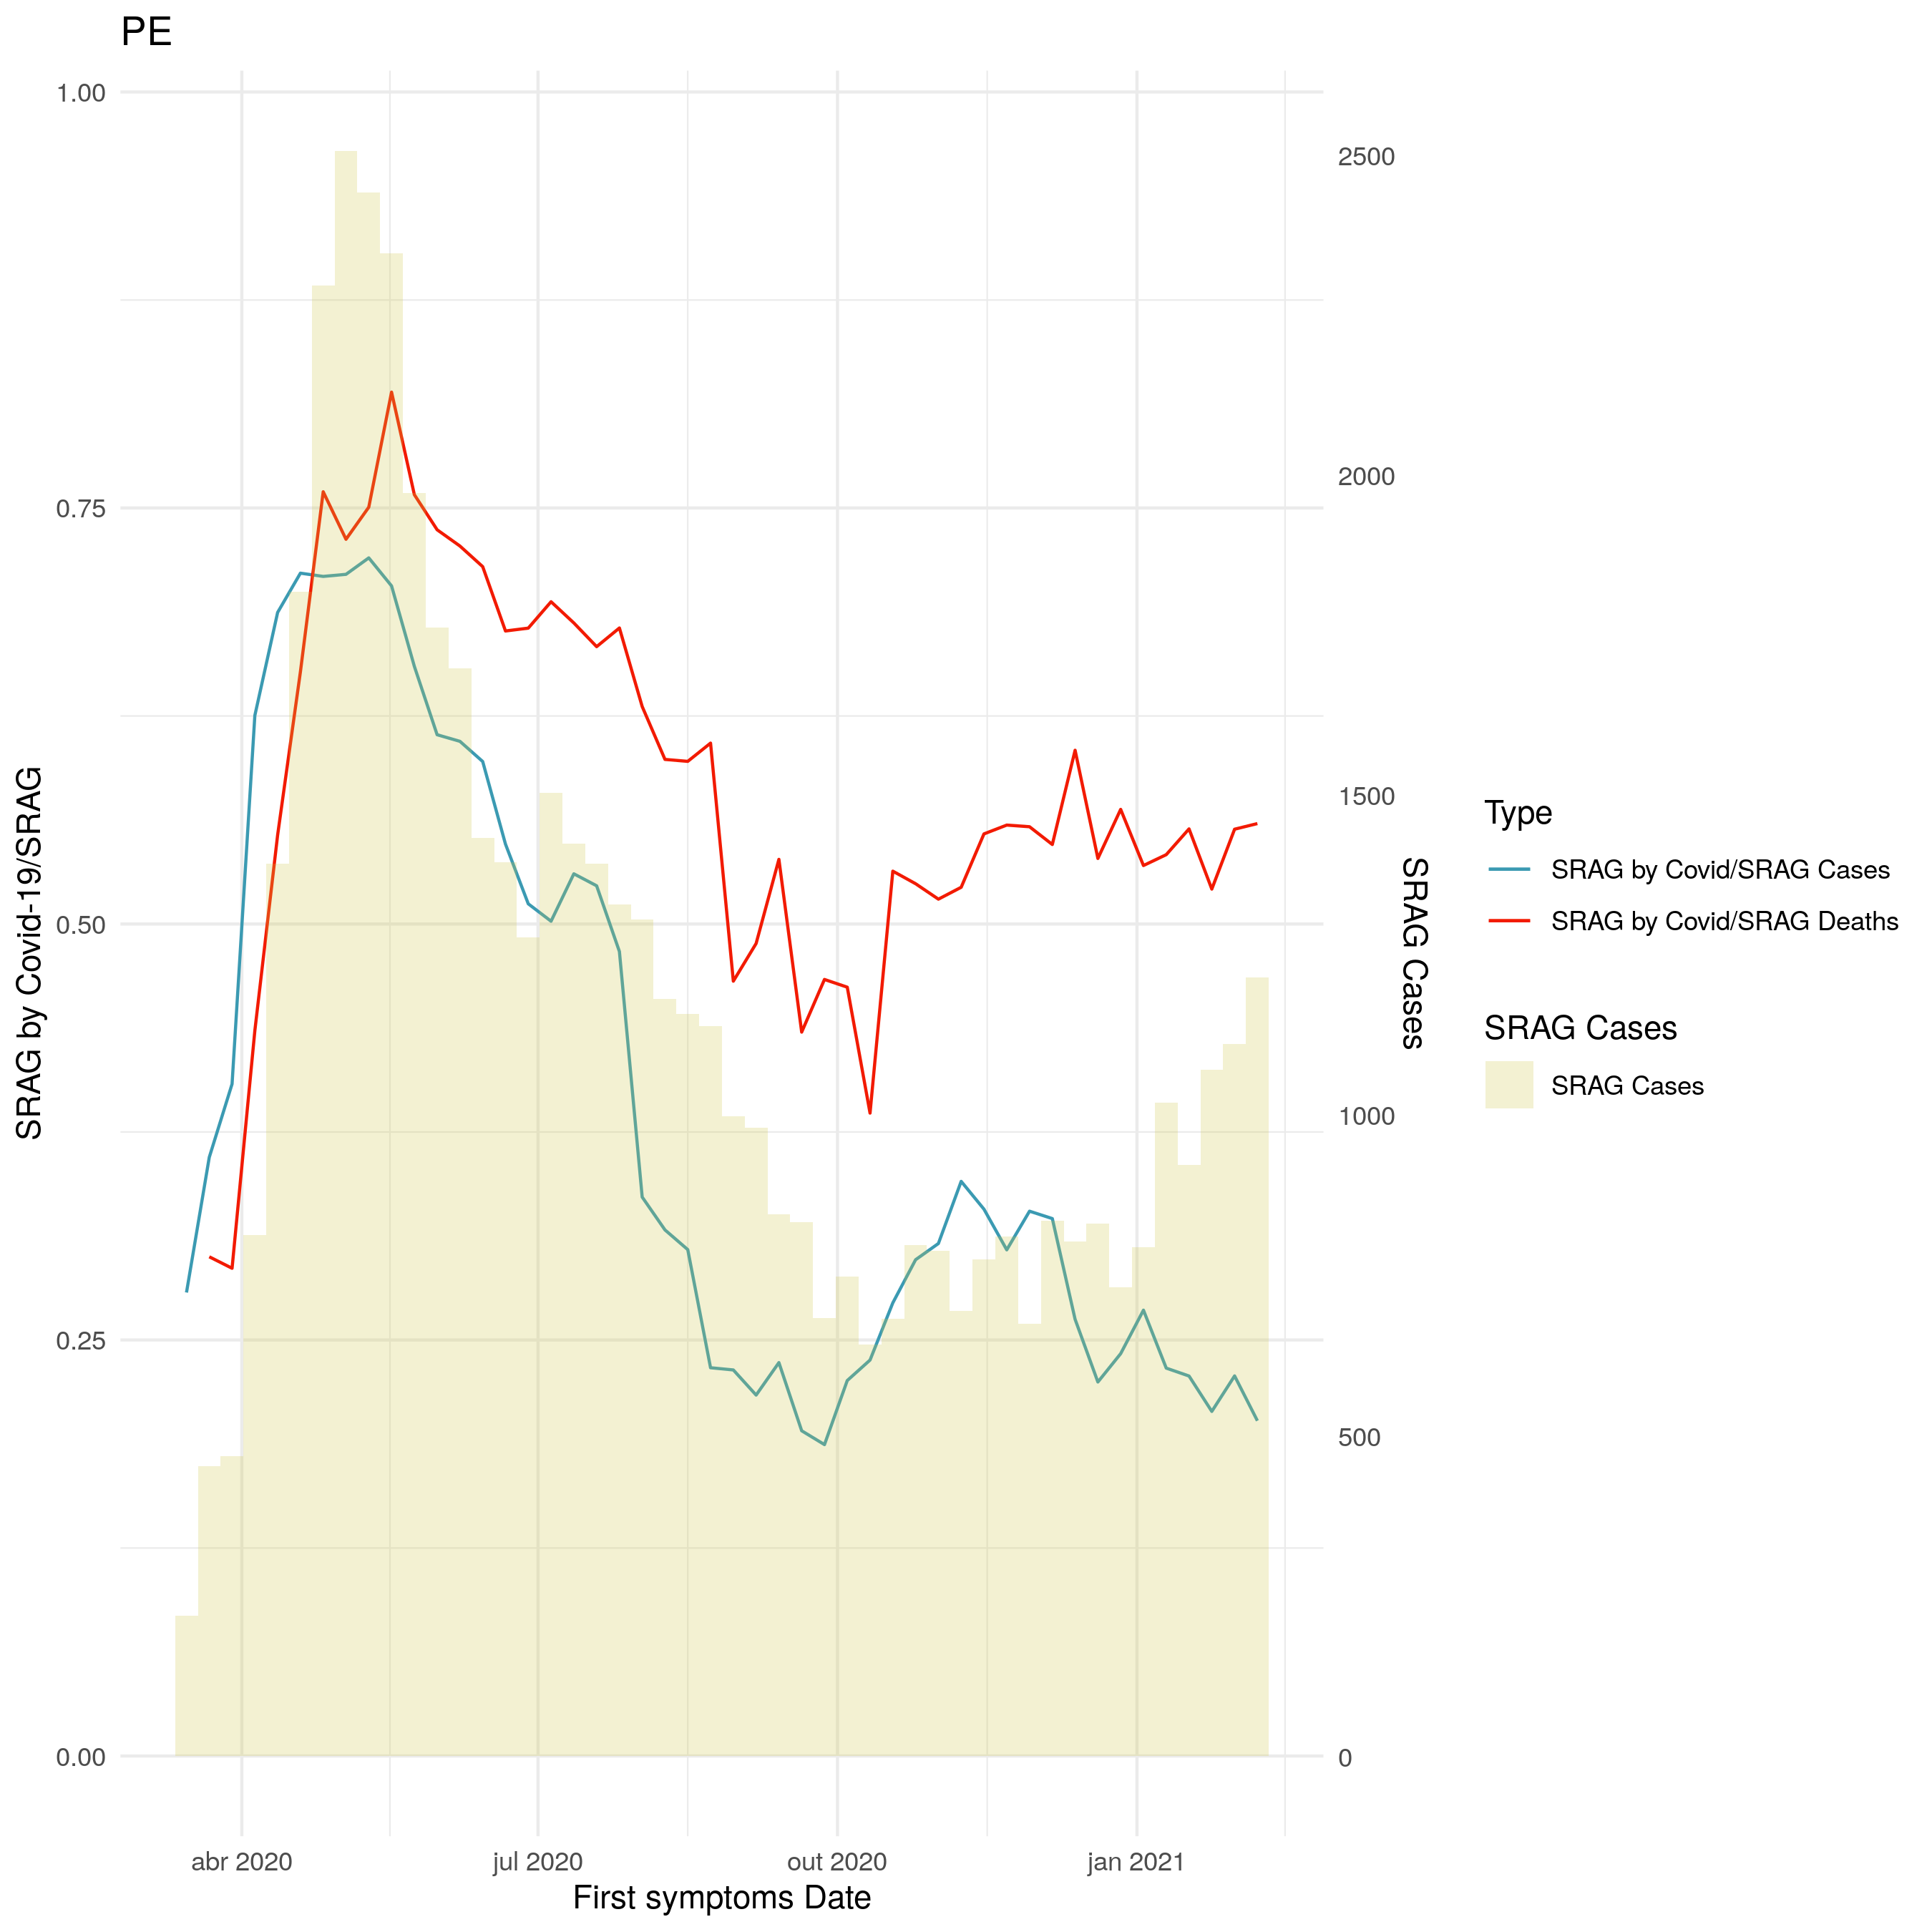 PE
1.00
0.75
0.50
0.25
0.00
SRAG by Covid-19/SRAG
2500
2000
1500
1000
500
0
SRAG Cases
abr 2020
jul 2020
out 2020
jan 2021
First symptoms Date
Type
SRAG by Covid/SRAG Cases
SRAG by Covid/SRAG Deaths
SRAG Cases
SRAG Cases